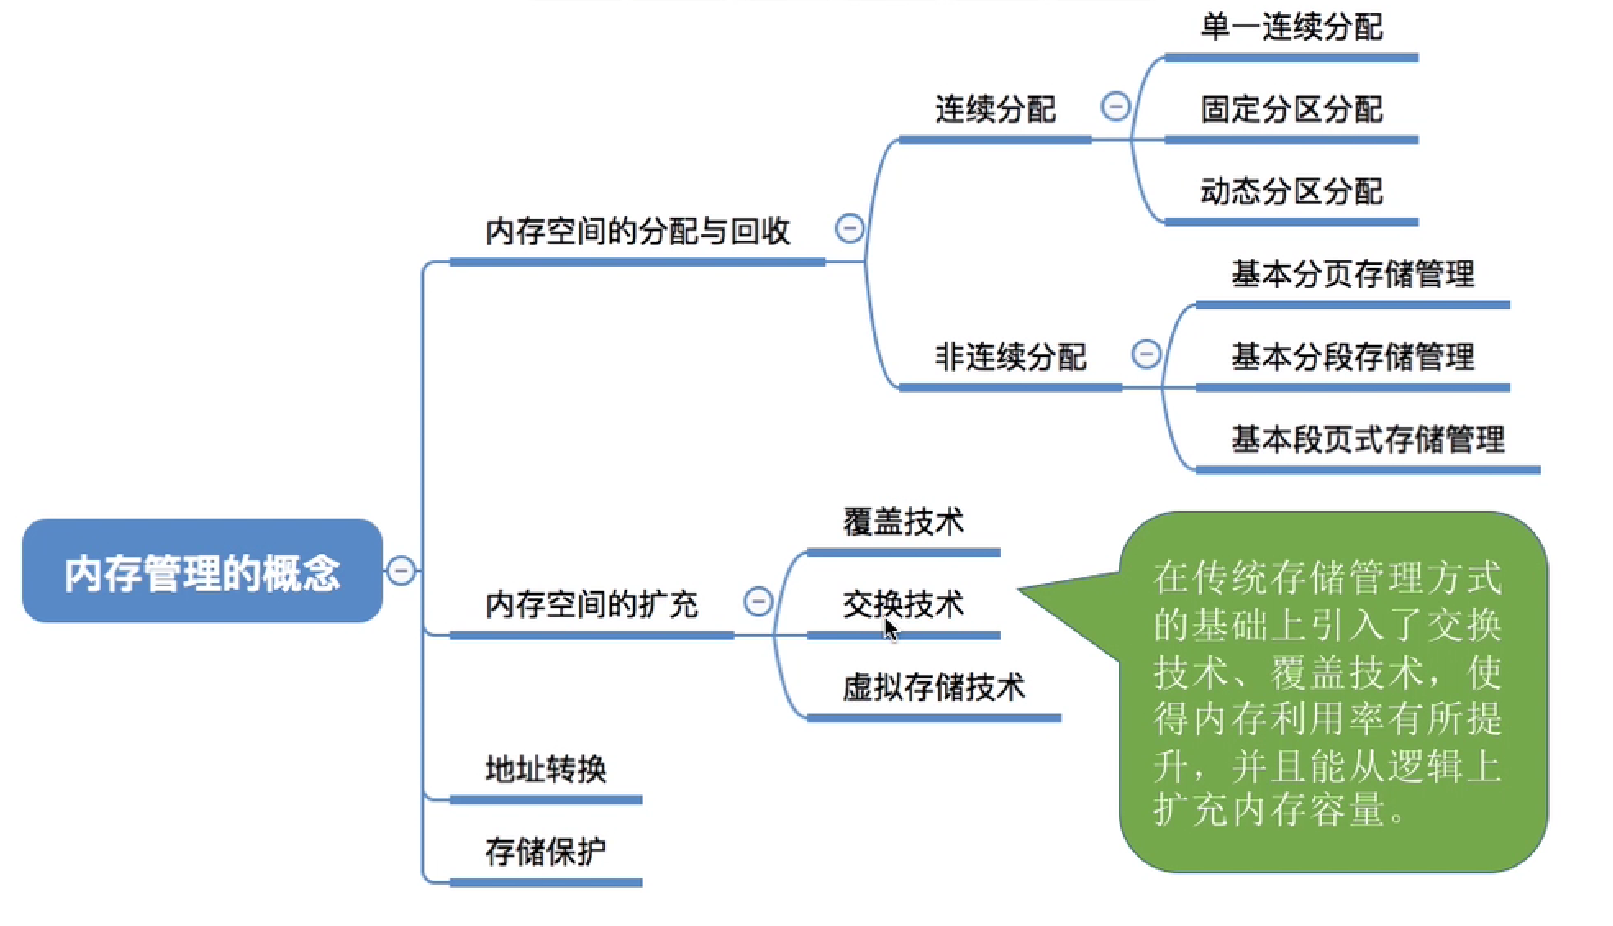 单一连续分配
连续分配
固定分区分配
动态分区分配
内存空间的分配与回收
基本分页存储管理
非连续分配
基本分段存储管理
基本段页式存储管理
内存管理的概念
覆盖技术
内存空间的扩充
交换技术
虚拟存储技术
在传统存储管理方式
的基础上引入了交换
技术、覆盖技术，使
得内存利用率有所提
升，并且能从逻辑上
扩充内存容量。
地址转换
存储保护